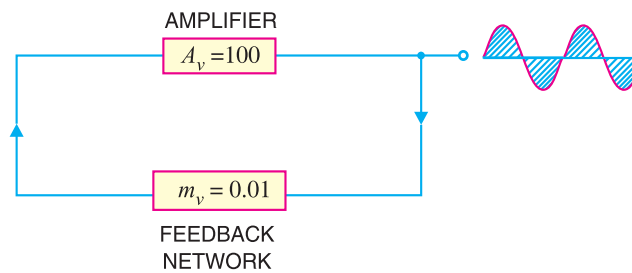 AMPLIFIER
A_v = 100
m_v = 0.01
FEEDBACK
NETWORK